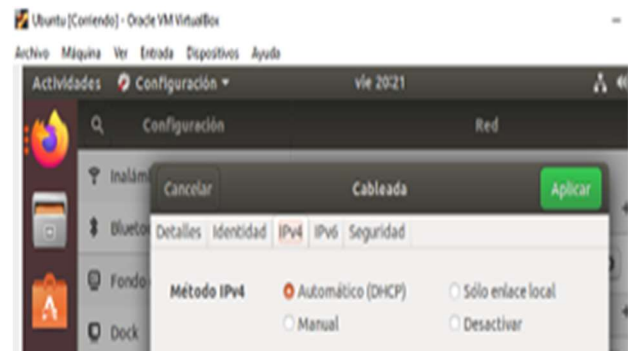 Ubuntu [Corriendo] - Oracle VM VirtualBox
Archivo Máquina Ver Entrada Dispositivos Ayuda
Actividades Configuración vie 20:21
Configuración Red
Inalám
Cancelar Cableada Aplicar
Blueto
Detalles Identidad IPv4 IPv6 Seguridad
Fondo
Método IPv4 Automático (DHCP) Sólo enlace local
Manual Desactivar
Dock